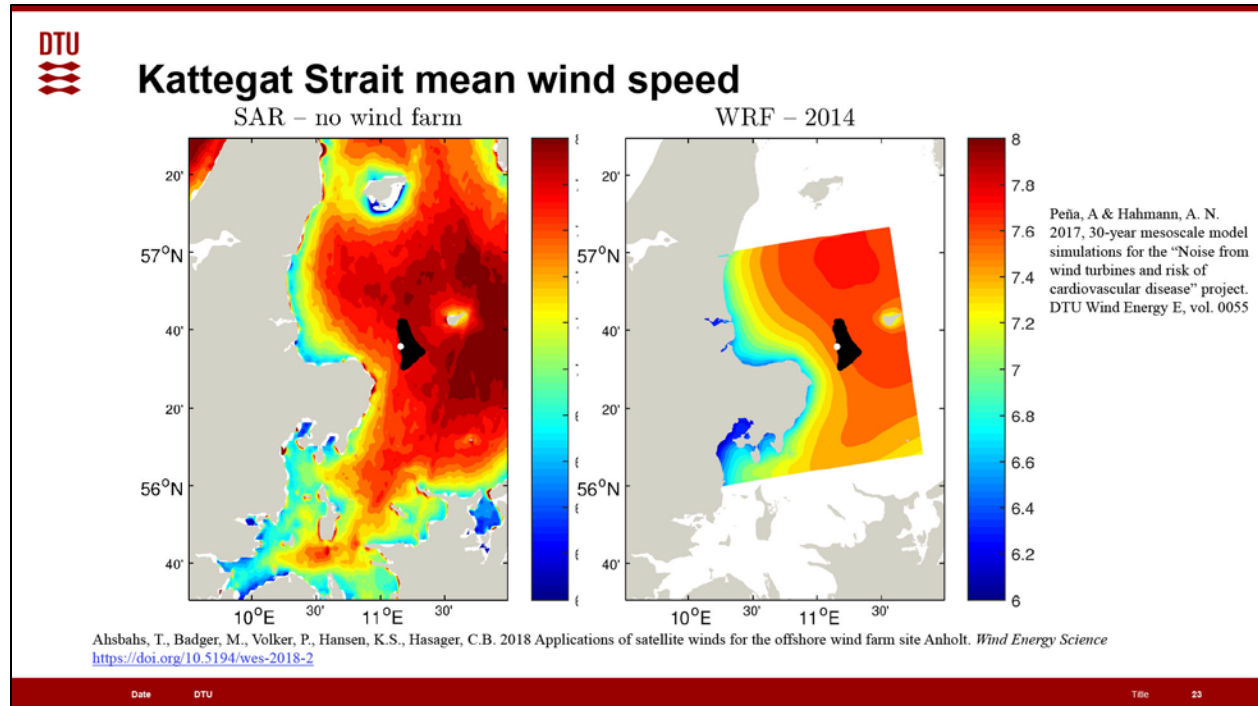 DTU
Kattegat Strait mean wind speed
SAR – no wind farm
WRF – 2014
20'
57°N
40'
20'
56°N
40'
10°E
30'
11°E
30'
20'
57°N
40'
20'
56°N
40'
10°E
30'
11°E
30'
8
7.8
7.6
7.4
7.2
7
6.8
6.6
6.4
6.2
6
Peña, A & Hahmann, A. N.
2017, 30-year mesoscale model
simulations for the “Noise from
wind turbines and risk of
cardiovascular disease” project.
DTU Wind Energy E, vol. 0055
Ahsbahs, T., Badger, M., Volker, P., Hansen, K.S., Hasager, C.B. 2018 Applications of satellite winds for the offshore wind farm site Anholt. Wind Energy Science
https://doi.org/10.5194/wes-2018-2
Date DTU Title 23